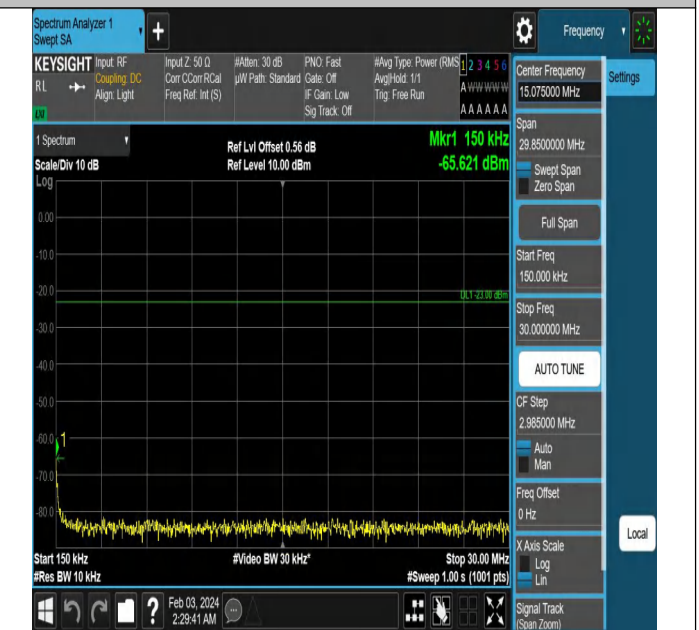 Spectrum Analyzer 1
Swept SA
Frequency
KEYSIGHT
RL
LXI
Input: RF
Coupling: DC
Align: Light
Input Z: 50 Ω
Corr CCorr RCal
Freq Ref: Int (S)
#Atten: 30 dB
µW Path: Standard
PNO: Fast
Gate: Off
IF Gain: Low
Sig Track: Off
#Avg Type: Power (RMS
Avg|Hold: 1/1
Trig: Free Run
1 2 3 4 5 6
A W W W W W
A A A A A A
1 Spectrum
Scale/Div 10 dB
Log
Ref Lvl Offset 0.56 dB
Ref Level 10.00 dBm
Mkr1 150 kHz
-65.621 dBm
0.00
-10.0
-20.0
DL1 -23.00 dBm
-30.0
-40.0
-50.0
-60.0
1
-70.0
-80.0
Start 150 kHz
#Res BW 10 kHz
#Video BW 30 kHz*
Stop 30.00 MHz
#Sweep 1.00 s (1001 pts)
?
Feb 03, 2024
2:29:41 AM
Center Frequency
15.075000 MHz
Settings
Span
29.8500000 MHz
Swept Span
Zero Span
Full Span
Start Freq
150.000 kHz
Stop Freq
30.000000 MHz
AUTO TUNE
CF Step
2.985000 MHz
Auto
Man
Freq Offset
0 Hz
Local
X Axis Scale
Log
Lin
Signal Track
(Span Zoom)